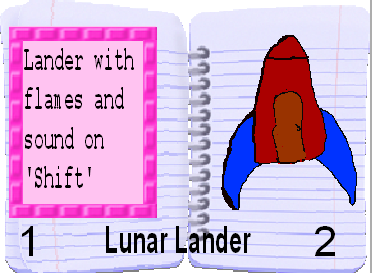 Lander with
flames and
sound on
'Shift'
1 Lunar Lander 2